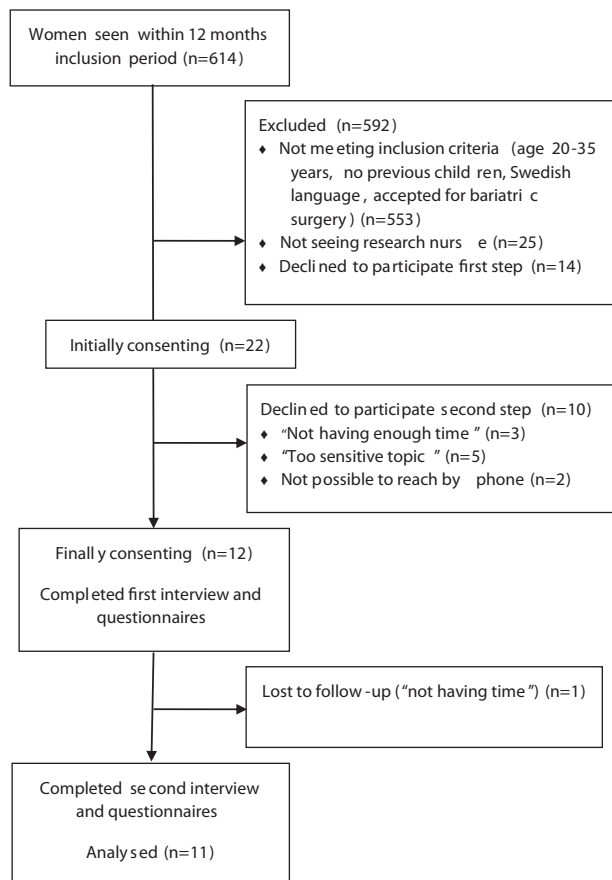 Women seen within 12 months
inclusion period (n=614)
Excluded (n=592)
♦ Not meeting inclusion criteria (age 20-35
years, no previous child ren, Swedish
language, accepted for bariatri c
surgery) (n=553)
♦ Not seeing research nurs e (n=25)
♦ Declined to participate first step (n=14)
Initially consenting (n=22)
Declined to participate second step (n=10)
♦ “Not having enough time ” (n=3)
♦ “Too sensitive topic ” (n=5)
♦ Not possible to reach by phone (n=2)
Finally consenting (n=12)
Completed first interview and
questionnaires
Lost to follow-up (“not having time”) (n=1)
Completed second interview
and questionnaires
Analysed (n=11)